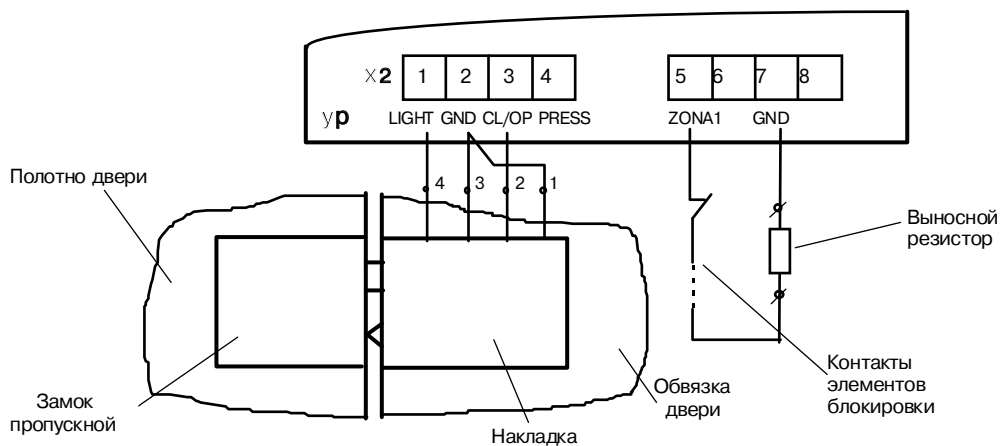 X2 1 2 3 4 5 6 7 8
ур LIGHT GND CL/OP PRESS ZONA1 GND
4 3 2 1
Полотно двери
Выносной
резистор
Контакты
элементов
блокировки
Обвязка
двери
Замок
пропускной
Накладка